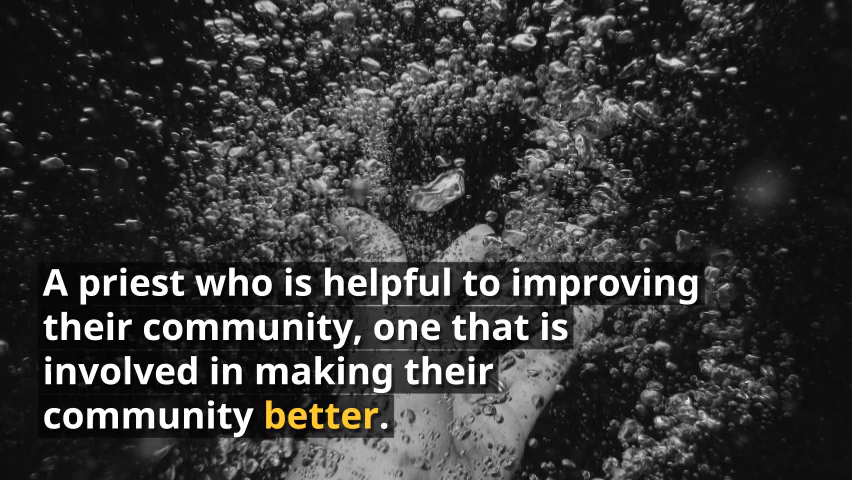 A priest who is helpful to improving
their community, one that is
involved in making their
community better.